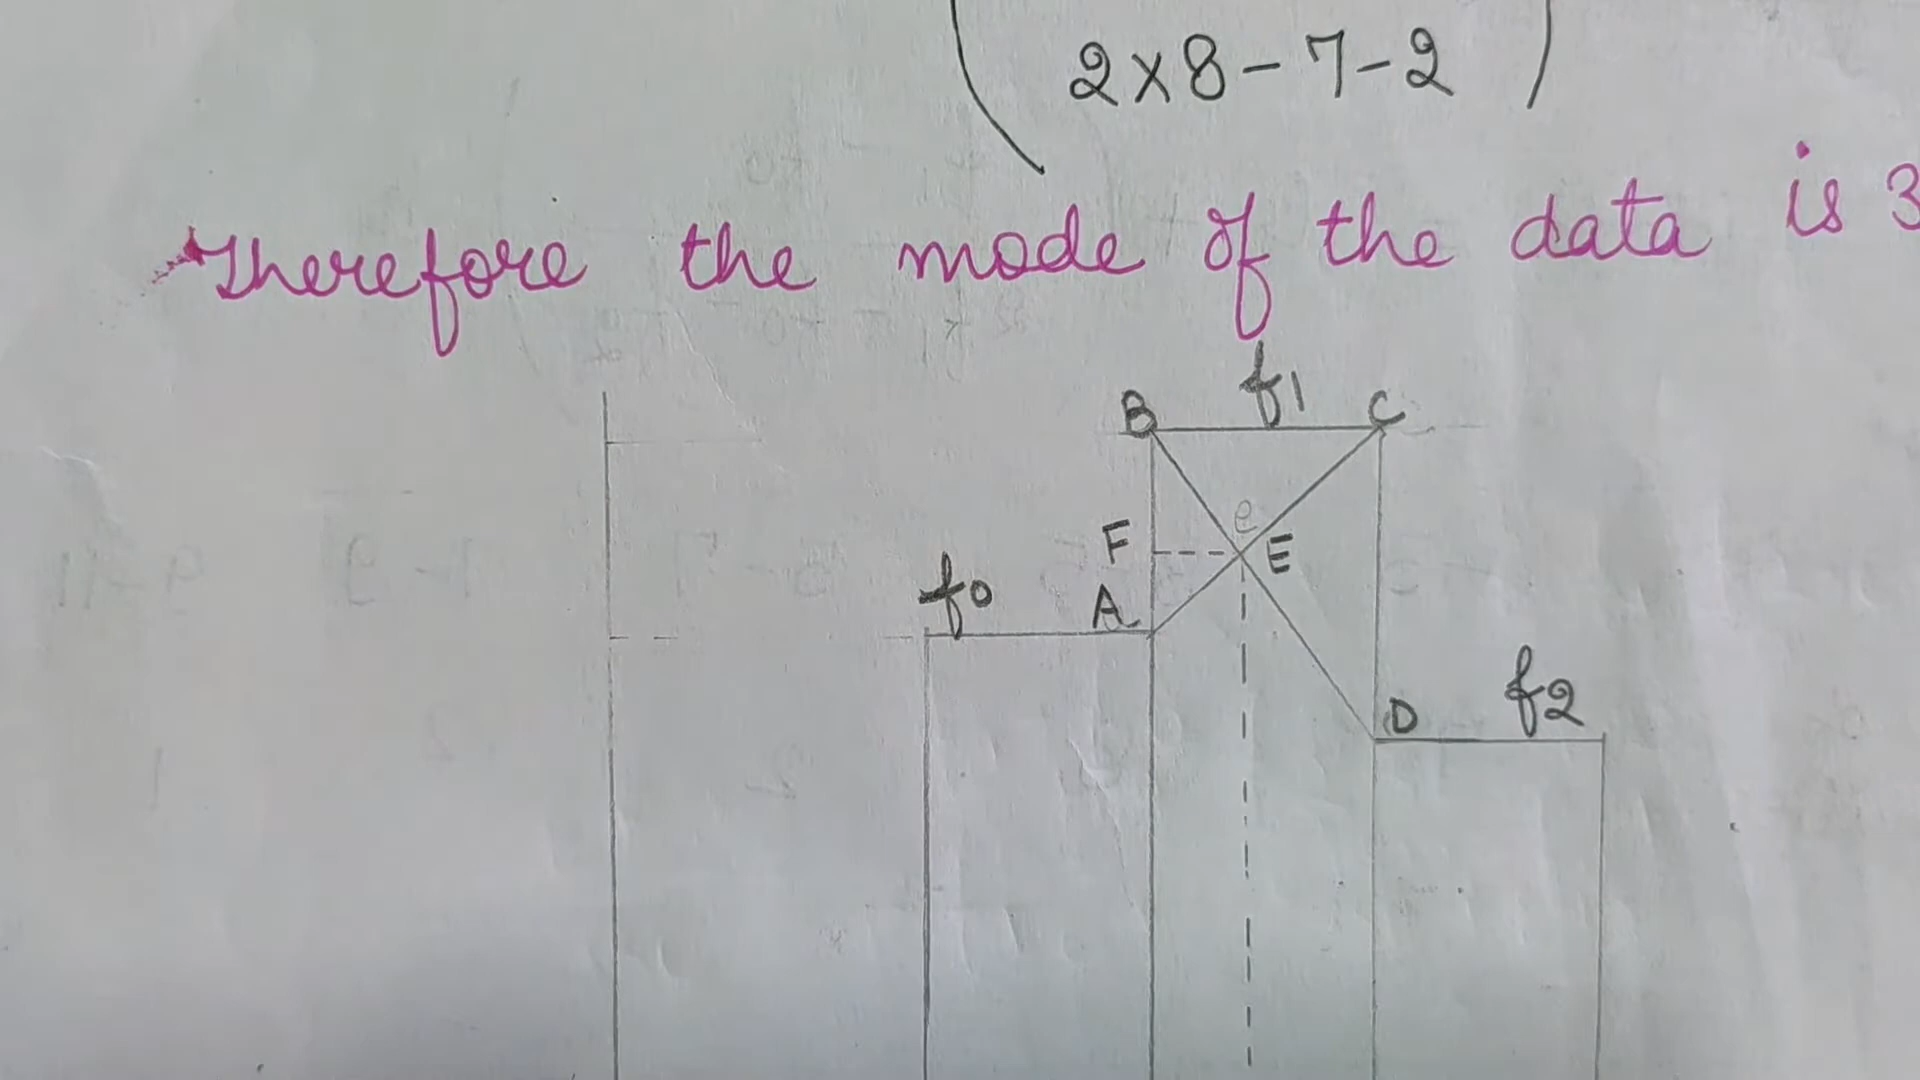 2×8-7-2
Therefore the mode of the data is 3
f1
B C
e
F E
f0 A
f2
D